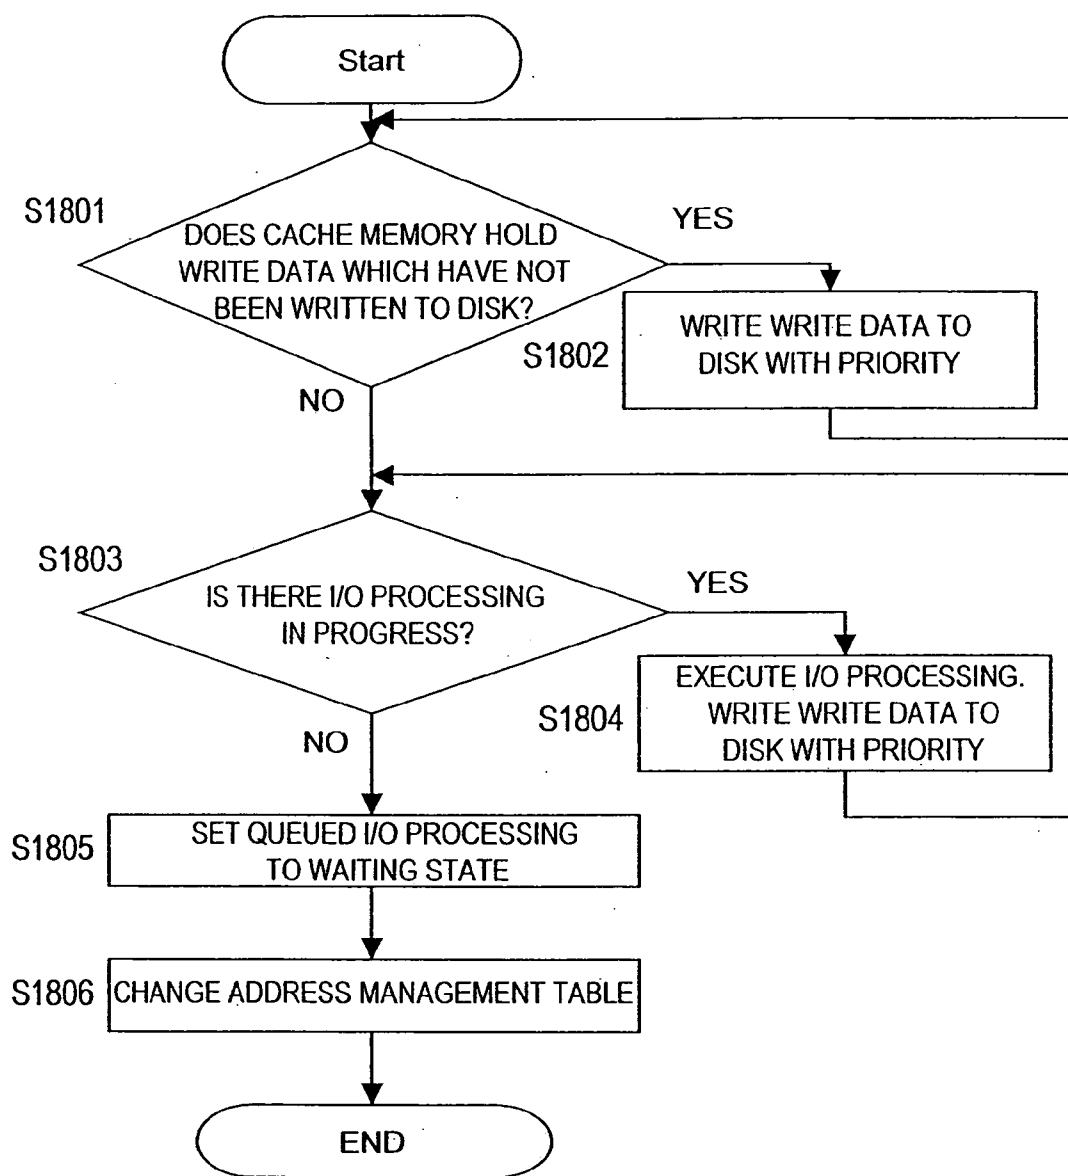 Start
S1801
DOES CACHE MEMORY HOLD
WRITE DATA WHICH HAVE NOT
BEEN WRITTEN TO DISK?
YES
S1802
WRITE WRITE DATA TO
DISK WITH PRIORITY
NO
S1803
IS THERE I/O PROCESSING
IN PROGRESS?
YES
S1804
EXECUTE I/O PROCESSING.
WRITE WRITE DATA TO
DISK WITH PRIORITY
NO
S1805
SET QUEUED I/O PROCESSING
TO WAITING STATE
S1806
CHANGE ADDRESS MANAGEMENT TABLE
END